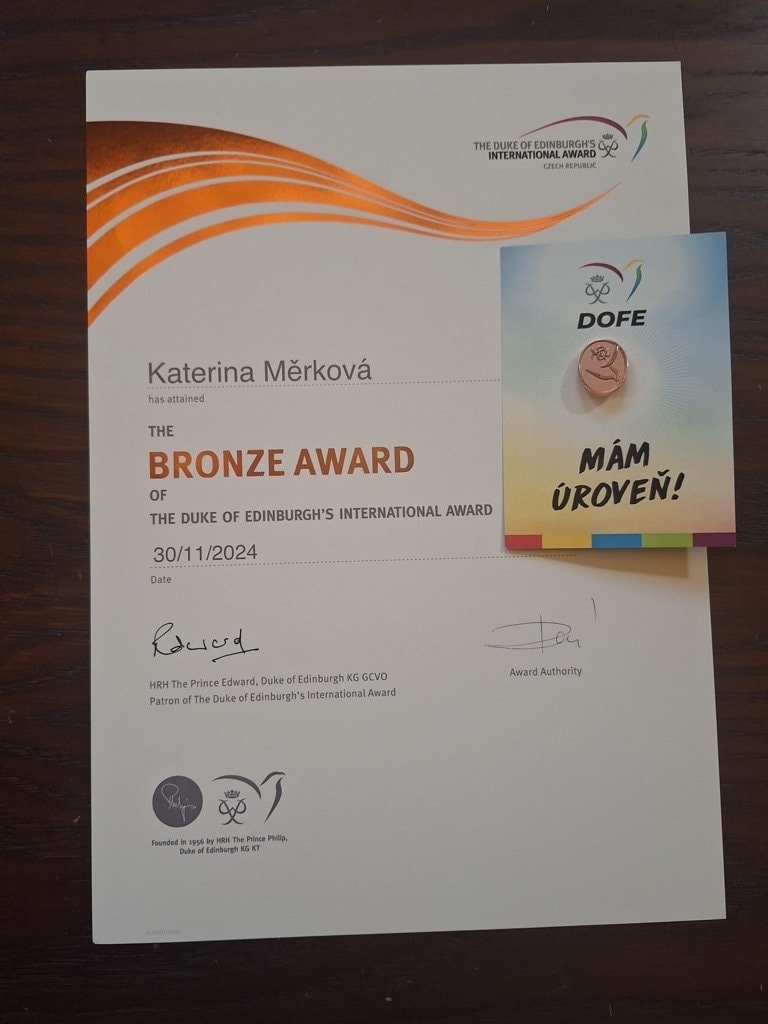 THE DUKE OF EDINBURGH'S
INTERNATIONAL AWARD
CZECH REPUBLIC
DOFE
MÁM
ÚROVEŇ!
Katerina Měrková
has attained
THE
BRONZE AWARD
OF
THE DUKE OF EDINBURGH'S INTERNATIONAL AWARD
30/11/2024
Date
Edward
HRH The Prince Edward, Duke of Edinburgh KG GCVO
Patron of The Duke of Edinburgh's International Award
Award Authority
Philip
Founded in 1956 by HRH The Prince Philip,
Duke of Edinburgh KG KT